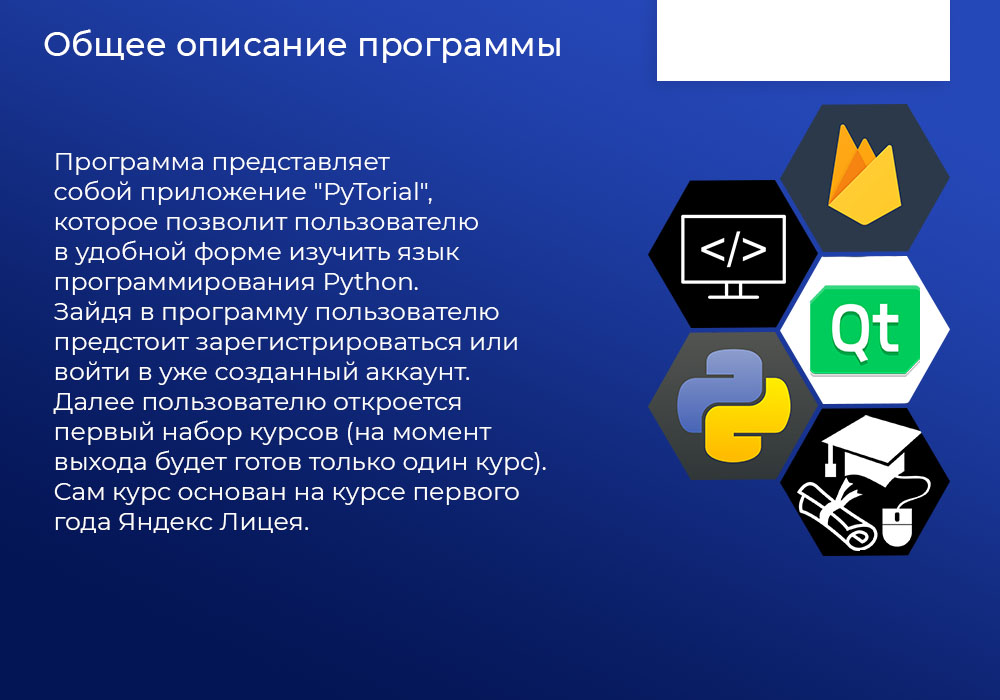 Общее описание программы
Программа представляет
собой приложение "PyTorial",
которое позволит пользователю
в удобной форме изучить язык
программирования Python.
Зайдя в программу пользователю
предстоит зарегистрироваться или
войти в уже созданный аккаунт.
Далее пользователю откроется
первый набор курсов (на момент
выхода будет готов только один курс).
Сам курс основан на курсе первого
года Яндекс Лицея.
</>
Qt